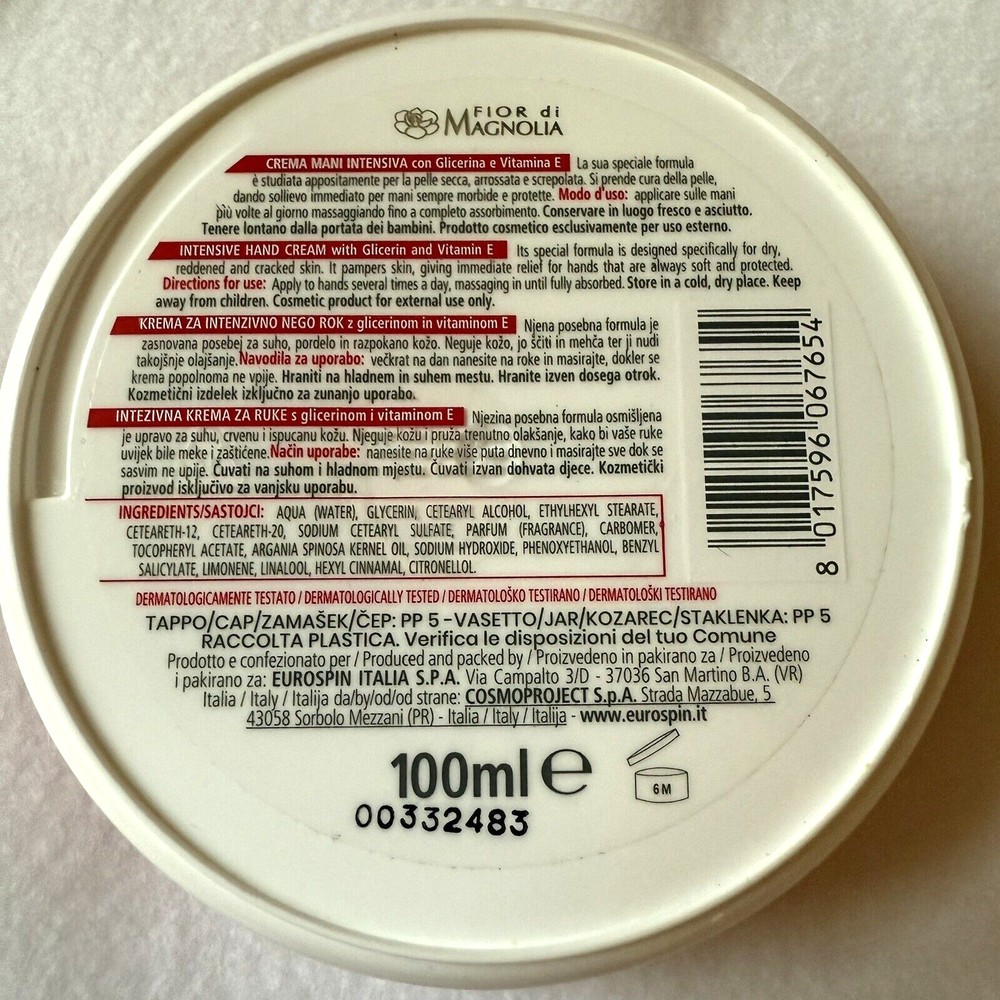 FIOR di
MAGNOLIA
CREMA MANI INTENSIVA con Glicerina e Vitamina E La sua speciale formula
è studiata appositamente per la pelle secca, arrossata e screpolata. Si prende cura della pelle,
dando sollievo immediato per mani sempre morbide e protette. Modo d'uso: applicare sulle mani
più volte al giorno massaggiando fino a completo assorbimento. Conservare in luogo fresco e asciutto.
Tenere lontano dalla portata dei bambini. Prodotto cosmetico esclusivamente per uso esterno.
INTENSIVE HAND CREAM with Glicerin and Vitamin E Its special formula is designed specifically for dry,
reddened and cracked skin. It pampers skin, giving immediate relief for hands that are always soft and protected.
Directions for use: Apply to hands several times a day, massaging in until fully absorbed. Store in a cold, dry place. Keep
away from children. Cosmetic product for external use only.
KREMA ZA INTENZIVNO NEGO ROK z glicerinom in vitaminom E Njena posebna formula je
zasnovana posebej za suho, pordelo in razpokano kožo. Neguje kožo, jo ščiti in mehča ter ji nudi
takojšnje olajšanje. Navodila za uporabo: večkrat na dan nanesite na roke in masirajte, dokler se
krema popolnoma ne vpije. Hraniti na hladnem in suhem mestu. Hranite izven dosega otrok.
Kozmetični izdelek izključno za zunanjo uporabo.
INTEZIVNA KREMA ZA RUKE s glicerinom i vitaminom E Njezina posebna formula osmišljena
je upravo za suhu, crvenu i ispucanu kožu. Njeguje kožu i pruža trenutno olakšanje, kako bi vaše ruke
uvijek bile meke i zaštićene. Način uporabe: nanesite na ruke više puta dnevno i masirajte sve dok se
sasvim ne upije. Čuvati na suhom i hladnom mjestu. Čuvati izvan dohvata djece. Kozmetički
proizvod isključivo za vanjsku uporabu.
INGREDIENTS/SASTOJCI: AQUA (WATER), GLYCERIN, CETEARYL ALCOHOL, ETHYLHEXYL STEARATE,
CETEARETH-12, CETEARETH-20, SODIUM CETEARYL SULFATE, PARFUM (FRAGRANCE), CARBOMER,
TOCOPHERYL ACETATE, ARGANIA SPINOSA KERNEL OIL, SODIUM HYDROXIDE, PHENOXYETHANOL, BENZYL
SALICYLATE, LIMONENE, LINALOOL, HEXYL CINNAMAL, CITRONELLOL.
8 017596 067654
DERMATOLOGICAMENTE TESTATO / DERMATOLOGICALLY TESTED / DERMATOLOŠKO TESTIRANO / DERMATOLOŠKI TESTIRANO
TAPPO/CAP/ZAMAŠEK/ČEP: PP 5 - VASETTO/JAR/KOZAREC/STAKLENKA: PP 5
RACCOLTA PLASTICA. Verifica le disposizioni del tuo Comune
Prodotto e confezionato per / Produced and packed by / Proizvedeno in pakirano za / Proizvedeno
i pakirano za: EUROSPIN ITALIA S.P.A. Via Campalto 3/D - 37036 San Martino B.A. (VR)
Italia / Italy / Italija da/by/od/od strane: COSMOPROJECT S.p.A. Strada Mazzabue, 5
43058 Sorbolo Mezzani (PR) - Italia / Italy / Italija - www.eurospin.it
100ml e
6M
00332483